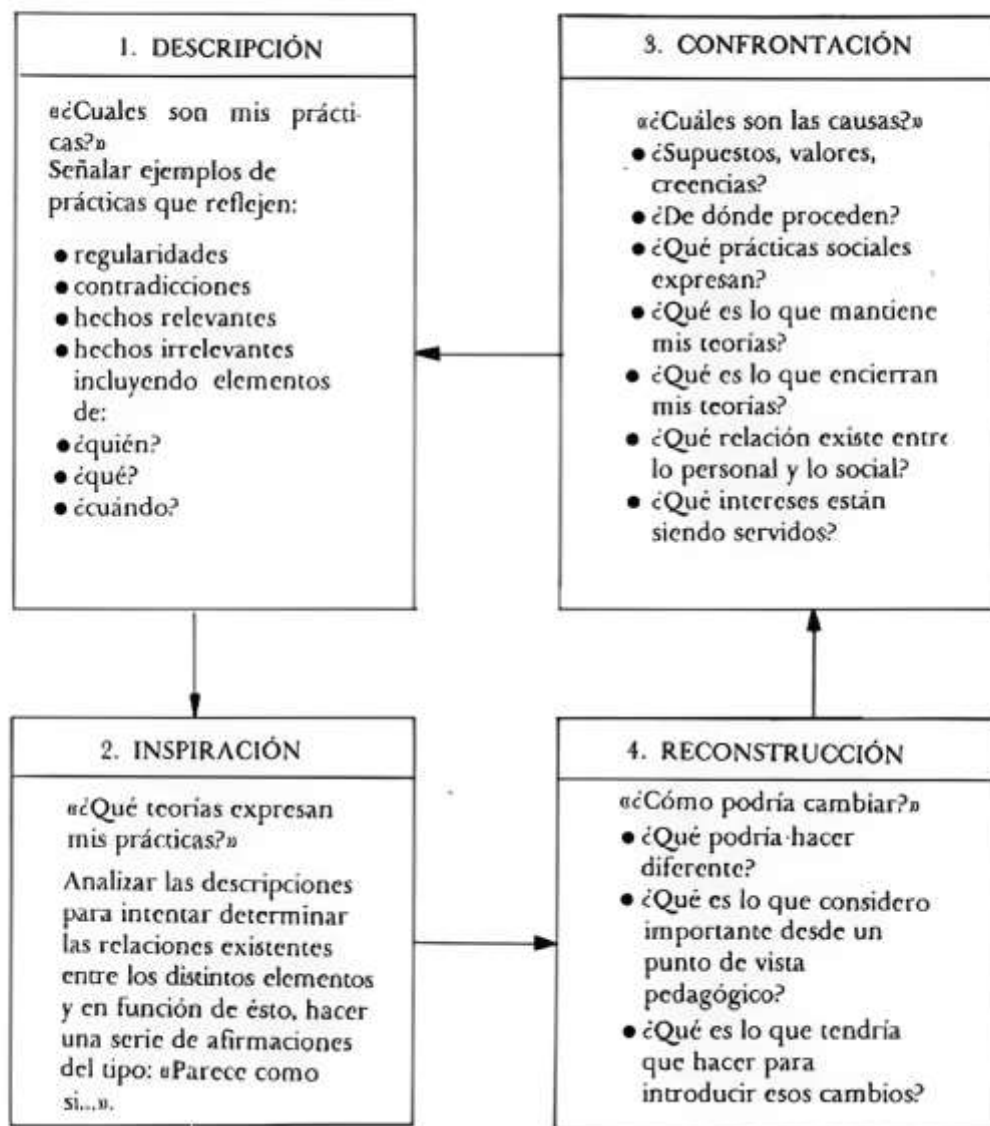 1. DESCRIPCIÓN
«¿Cuales son mis prácti-
cas?»
Señalar ejemplos de
prácticas que reflejen:
● regularidades
● contradicciones
● hechos relevantes
● hechos irrelevantes
incluyendo elementos
de:
● ¿quién?
● ¿qué?
● ¿cuándo?
2. INSPIRACIÓN
«¿Qué teorías expresan
mis prácticas?»
Analizar las descripciones
para intentar determinar
las relaciones existentes
entre los distintos elementos
y en función de ésto, hacer
una serie de afirmaciones
del tipo: «Parece como
si...».
3. CONFRONTACIÓN
«¿Cuáles son las causas?»
● ¿Supuestos, valores,
creencias?
● ¿De dónde proceden?
● ¿Qué prácticas sociales
expresan?
● ¿Qué es lo que mantiene
mis teorías?
● ¿Qué es lo que encierran
mis teorías?
● ¿Qué relación existe entre
lo personal y lo social?
● ¿Qué intereses están
siendo servidos?
4. RECONSTRUCCIÓN
«¿Cómo podría cambiar?»
● ¿Qué podría hacer
diferente?
● ¿Qué es lo que considero
importante desde un
punto de vista
pedagógico?
● ¿Qué es lo que tendría
que hacer para
introducir esos cambios?